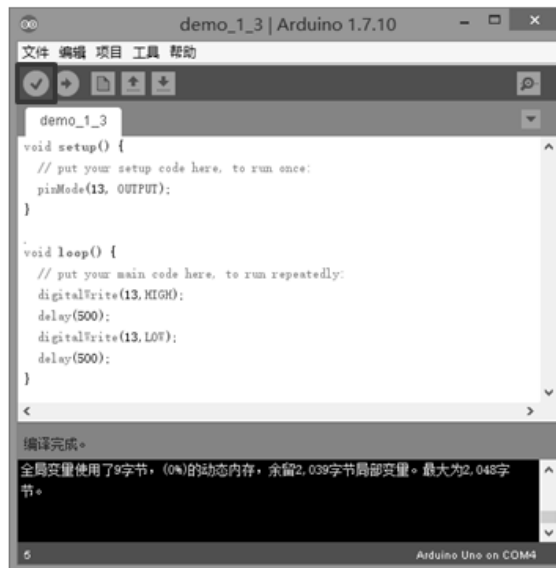 demo_1_3 | Arduino 1.7.10
文件 编辑 项目 工具 帮助
demo_1_3
void setup() {
// put your setup code here, to run once:
pinMode(13, OUTPUT);
}
void loop() {
// put your main code here, to run repeatedly:
digitalWrite(13,HIGH);
delay(500);
digitalWrite(13,LOW);
delay(500);
}
编译完成。
全局变量使用了9字节，(0%)的动态内存，余留2,039字节局部变量。最大为2,048字
节。
5 Arduino Uno on COM4